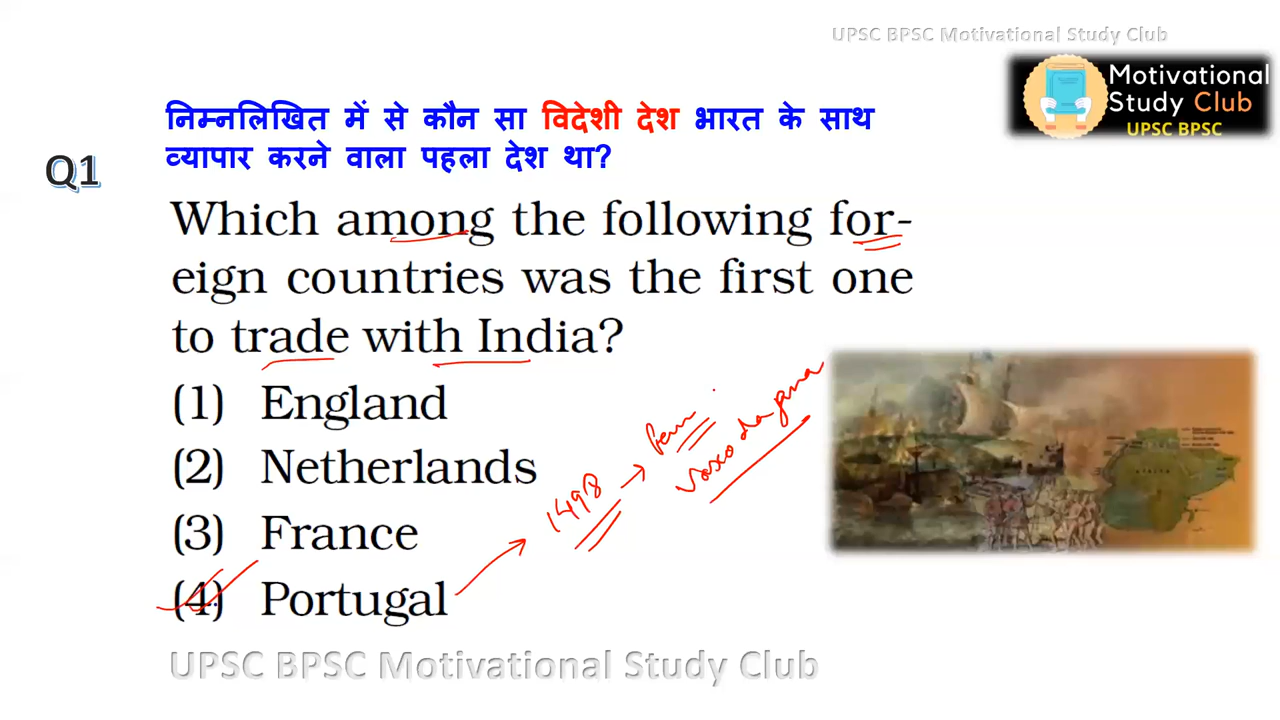 UPSC BPSC Motivational Study Club
Motivational
Study Club
UPSC BPSC
निम्नलिखित में से कौन सा विदेशी देश भारत के साथ
व्यापार करने वाला पहला देश था?
Q1
Which among the following for-
eign countries was the first one
to trade with India?
(1) England
(2) Netherlands
(3) France
(4) Portugal
1498
Vasco da gama
UPSC BPSC Motivational Study Club